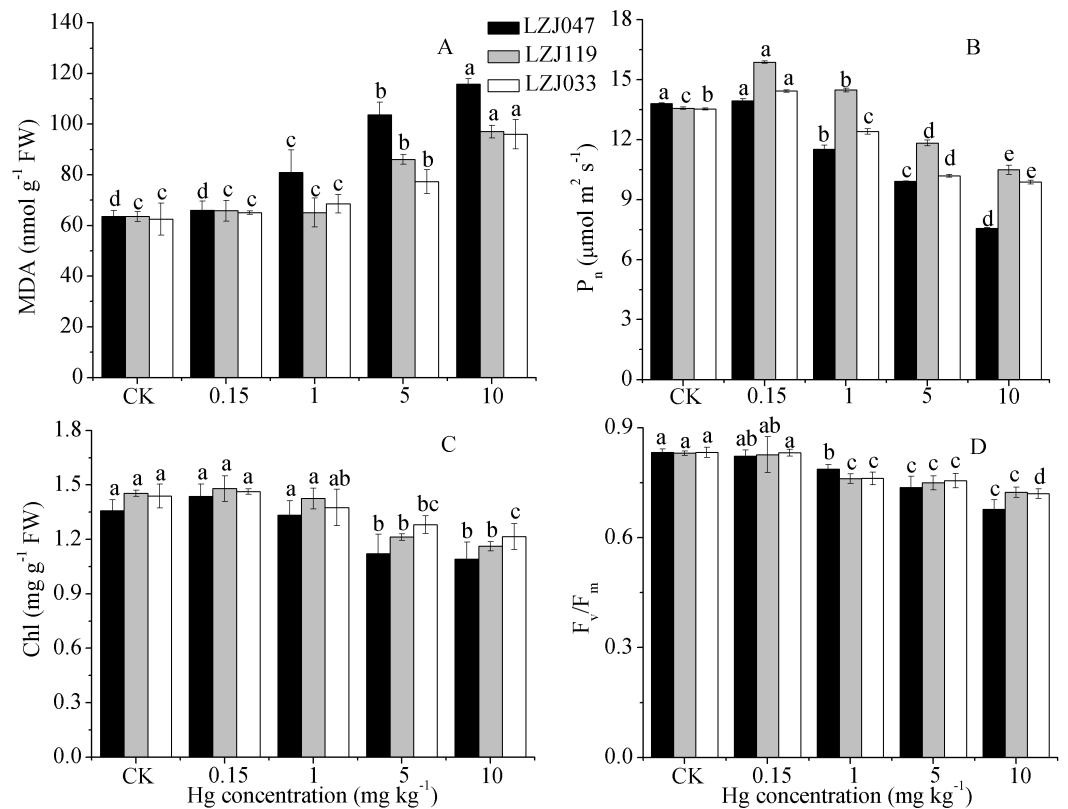 140
120
100
80
60
40
20
0
MDA (nmol g⁻¹ FW)
A
LZJ047
LZJ119
LZJ033
d c c
d c c
c c c
b b b
a a a
CK 0.15 1 5 10
18
15
12
9
6
3
0
Pₙ (μmol m² s⁻¹)
B
a c b
a a a
b b c
c d d
d e e
CK 0.15 1 5 10
1.8
1.5
1.2
0.9
0.6
0.3
0.0
Chl (mg g⁻¹ FW)
C
a a a
a a a
a a ab
b b bc
b b c
CK 0.15 1 5 10
Hg concentration (mg kg⁻¹)
0.9
0.6
0.3
0.0
Fᵥ/Fₘ
D
a a a
ab ab a
b c c
c c c
c c d
CK 0.15 1 5 10
Hg concentration (mg kg⁻¹)